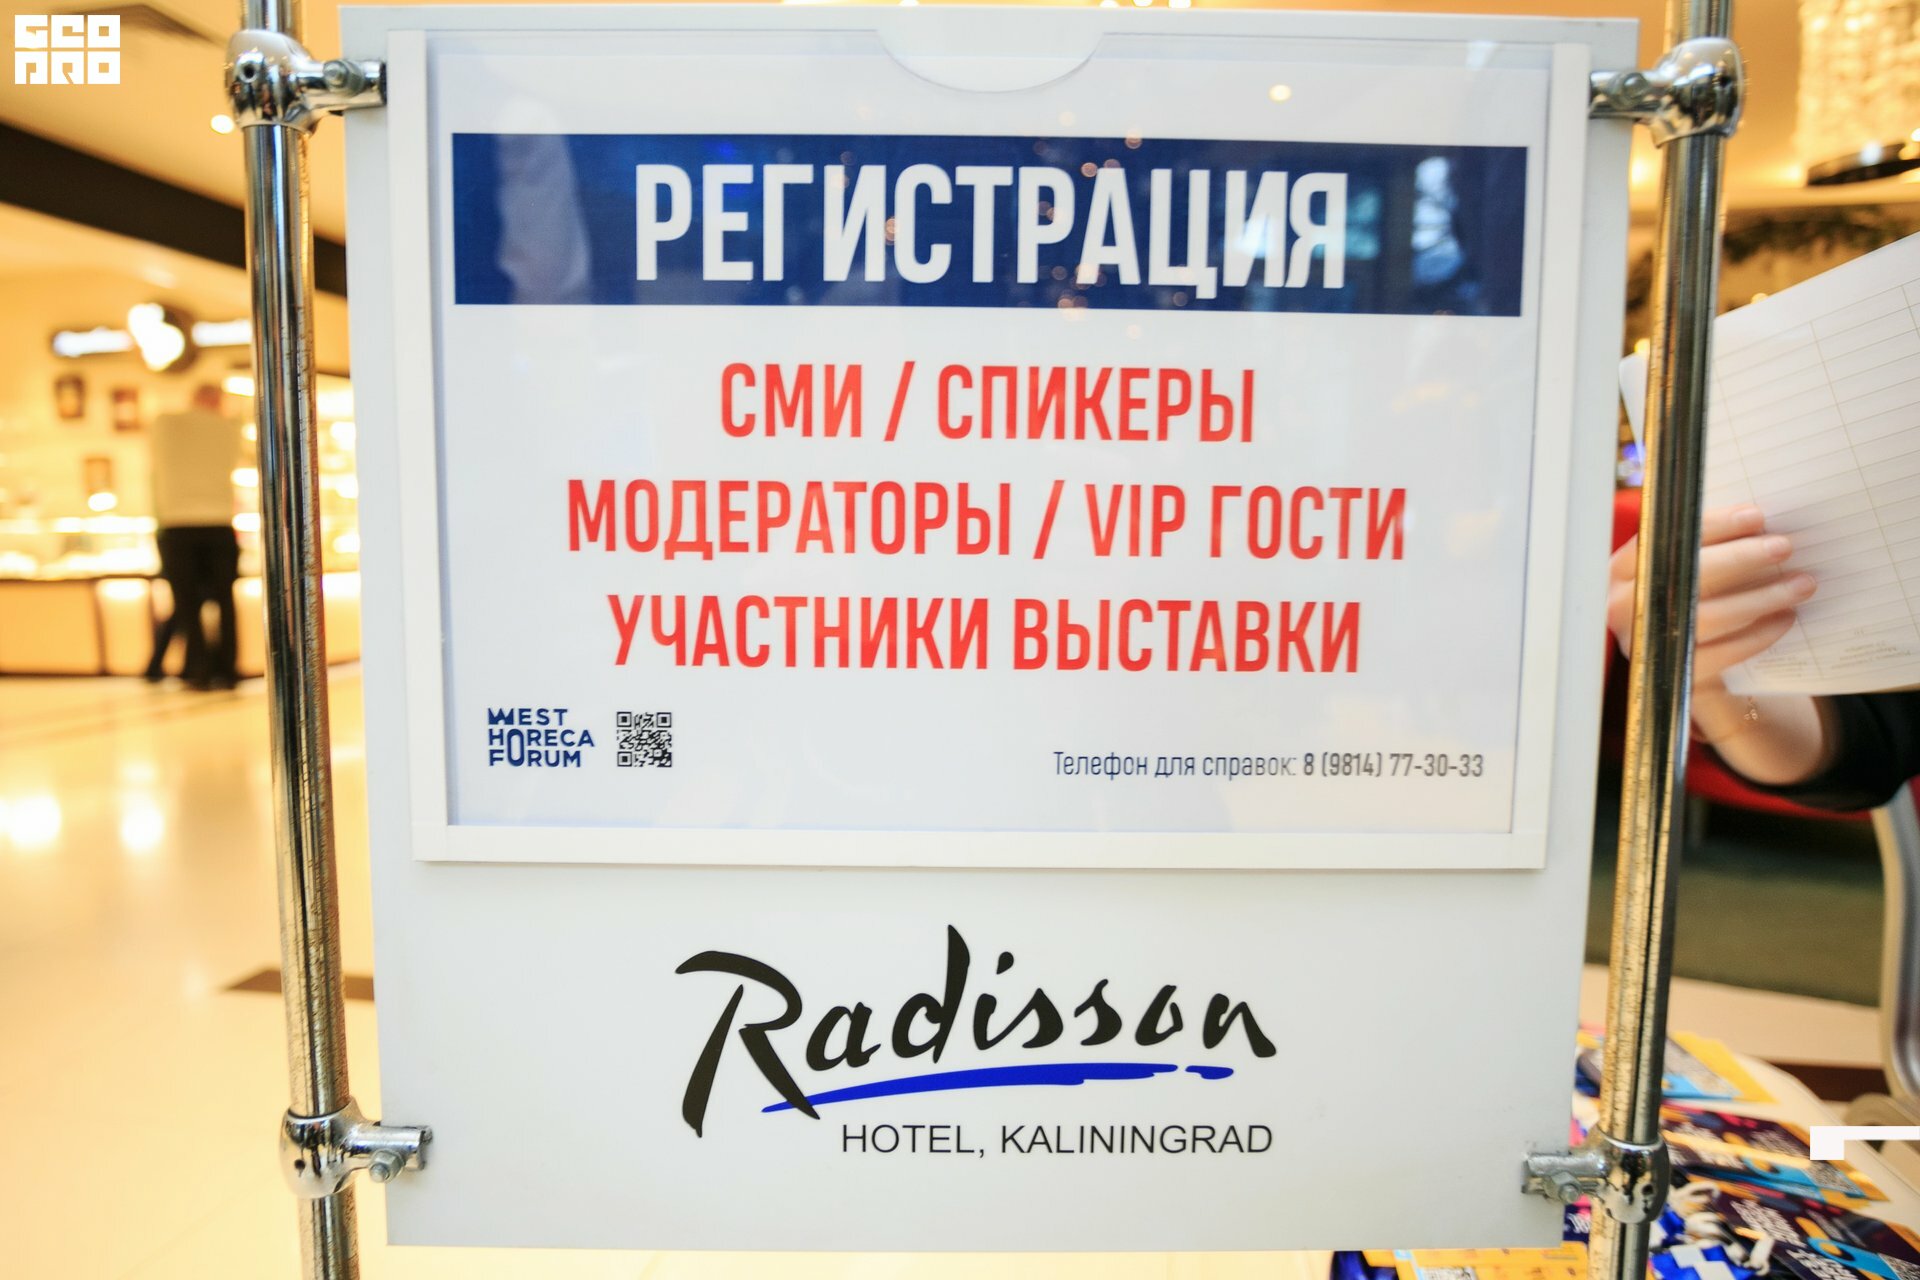 GEO
PRO
РЕГИСТРАЦИЯ
СМИ / СПИКЕРЫ
МОДЕРАТОРЫ / VIP ГОСТИ
УЧАСТНИКИ ВЫСТАВКИ
WEST
HORECA
FORUM
Телефон для справок: 8 (9814) 77-30-33
Radisson
HOTEL, KALININGRAD